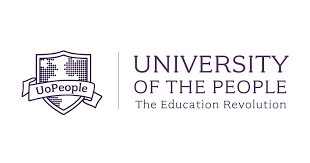 UoPeople
UNIVERSITY
OF THE PEOPLE
The Education Revolution